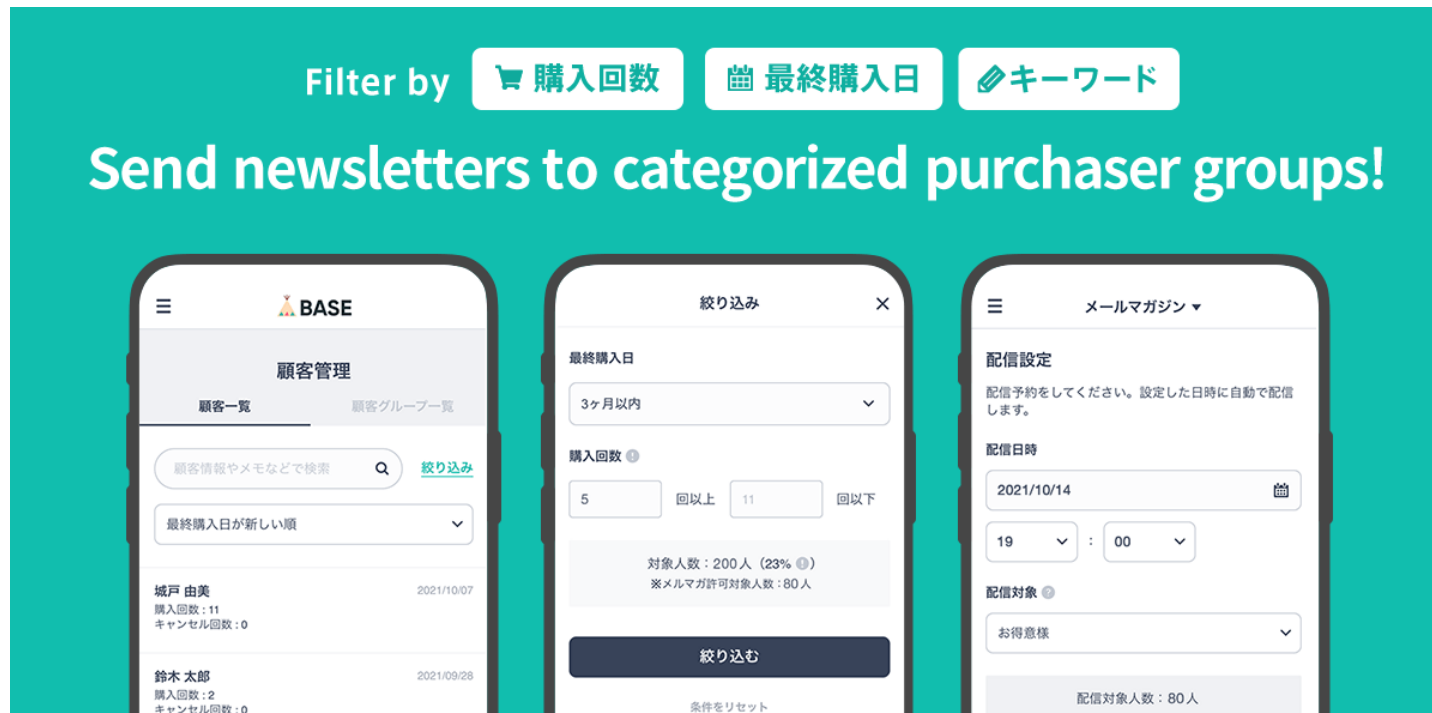 Filter by 購入回数 最終購入日 キーワード
Send newsletters to categorized purchaser groups!
BASE
顧客管理
顧客一覧 顧客グループ一覧
顧客情報やメモなどで検索 絞り込み
最終購入日が新しい順
城戸 由美 2021/10/07
購入回数 : 11
キャンセル回数 : 0
鈴木 太郎 2021/09/28
購入回数 : 2
キャンセル回数 : 0
絞り込み ×
最終購入日
3ヶ月以内
購入回数
5 回以上 11 回以下
対象人数:200人(23% )
※メルマガ許可対象人数:80人
絞り込む
条件をリセット
メールマガジン
配信設定
配信予約をしてください。設定した日時に自動で配信
します。
配信日時
2021/10/14
19 : 00
配信対象 ?
お得意様
配信対象人数:80人